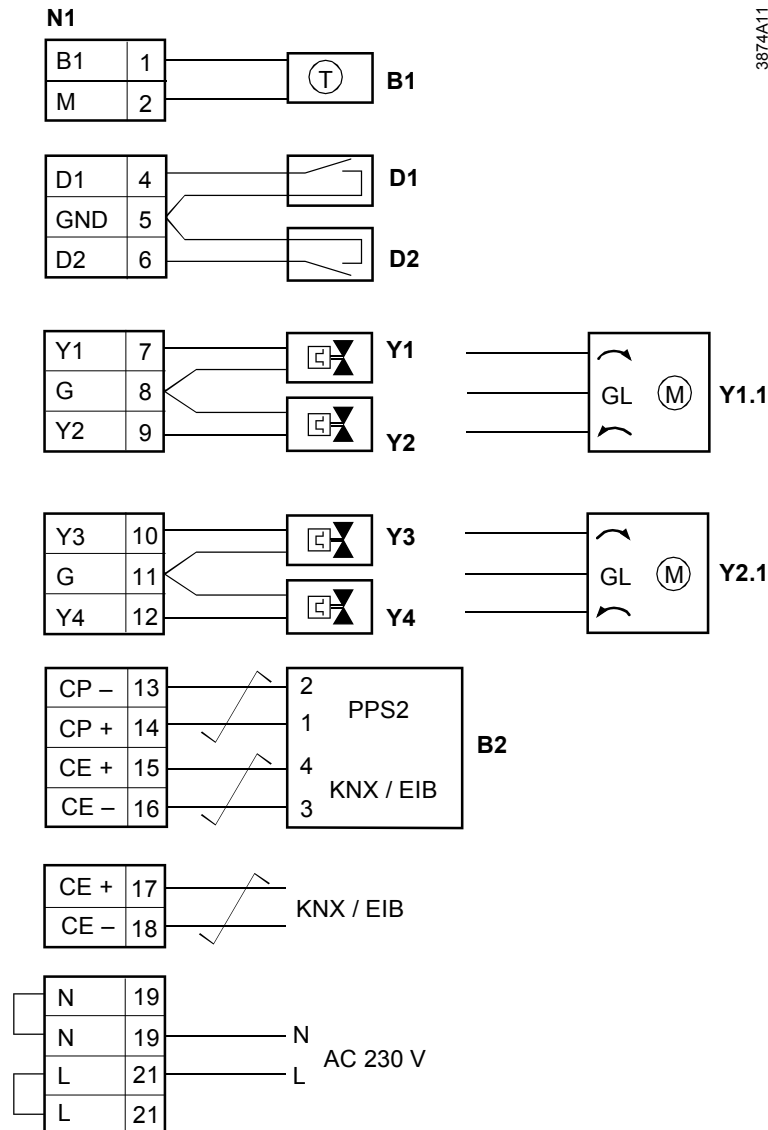 N1
3874A11
B1 1
M 2
T
B1
D1 4
GND 5
D2 6
D1
D2
Y1 7
G 8
Y2 9
Y1
Y2
GL M
Y1.1
Y3 10
G 11
Y4 12
Y3
Y4
GL M
Y2.1
CP – 13
CP + 14
CE + 15
CE – 16
2
1
4
3
PPS2
KNX / EIB
B2
CE + 17
CE – 18
KNX / EIB
N 19
N 19
L 21
L 21
N
L
AC 230 V